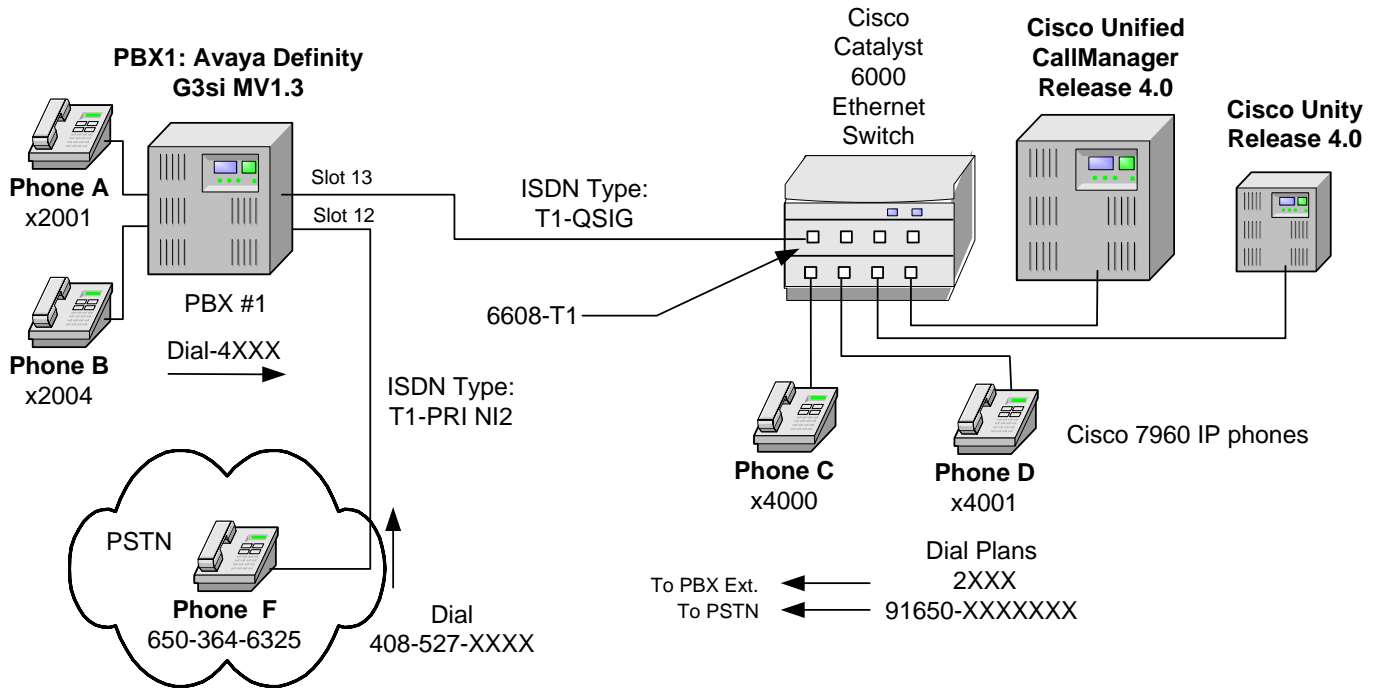 PBX1: Avaya Definity
G3si MV1.3
Cisco
Catalyst
6000
Ethernet
Switch
Cisco Unified
CallManager
Release 4.0
Cisco Unity
Release 4.0
Phone A
x2001
Slot 13
Slot 12
ISDN Type:
T1-QSIG
PBX #1
6608-T1
Phone B
x2004
Dial-4XXX
ISDN Type:
T1-PRI NI2
Phone C
x4000
Phone D
x4001
Cisco 7960 IP phones
PSTN
Phone F
650-364-6325
Dial
408-527-XXXX
Dial Plans
To PBX Ext.
2XXX
To PSTN
91650-XXXXXXX